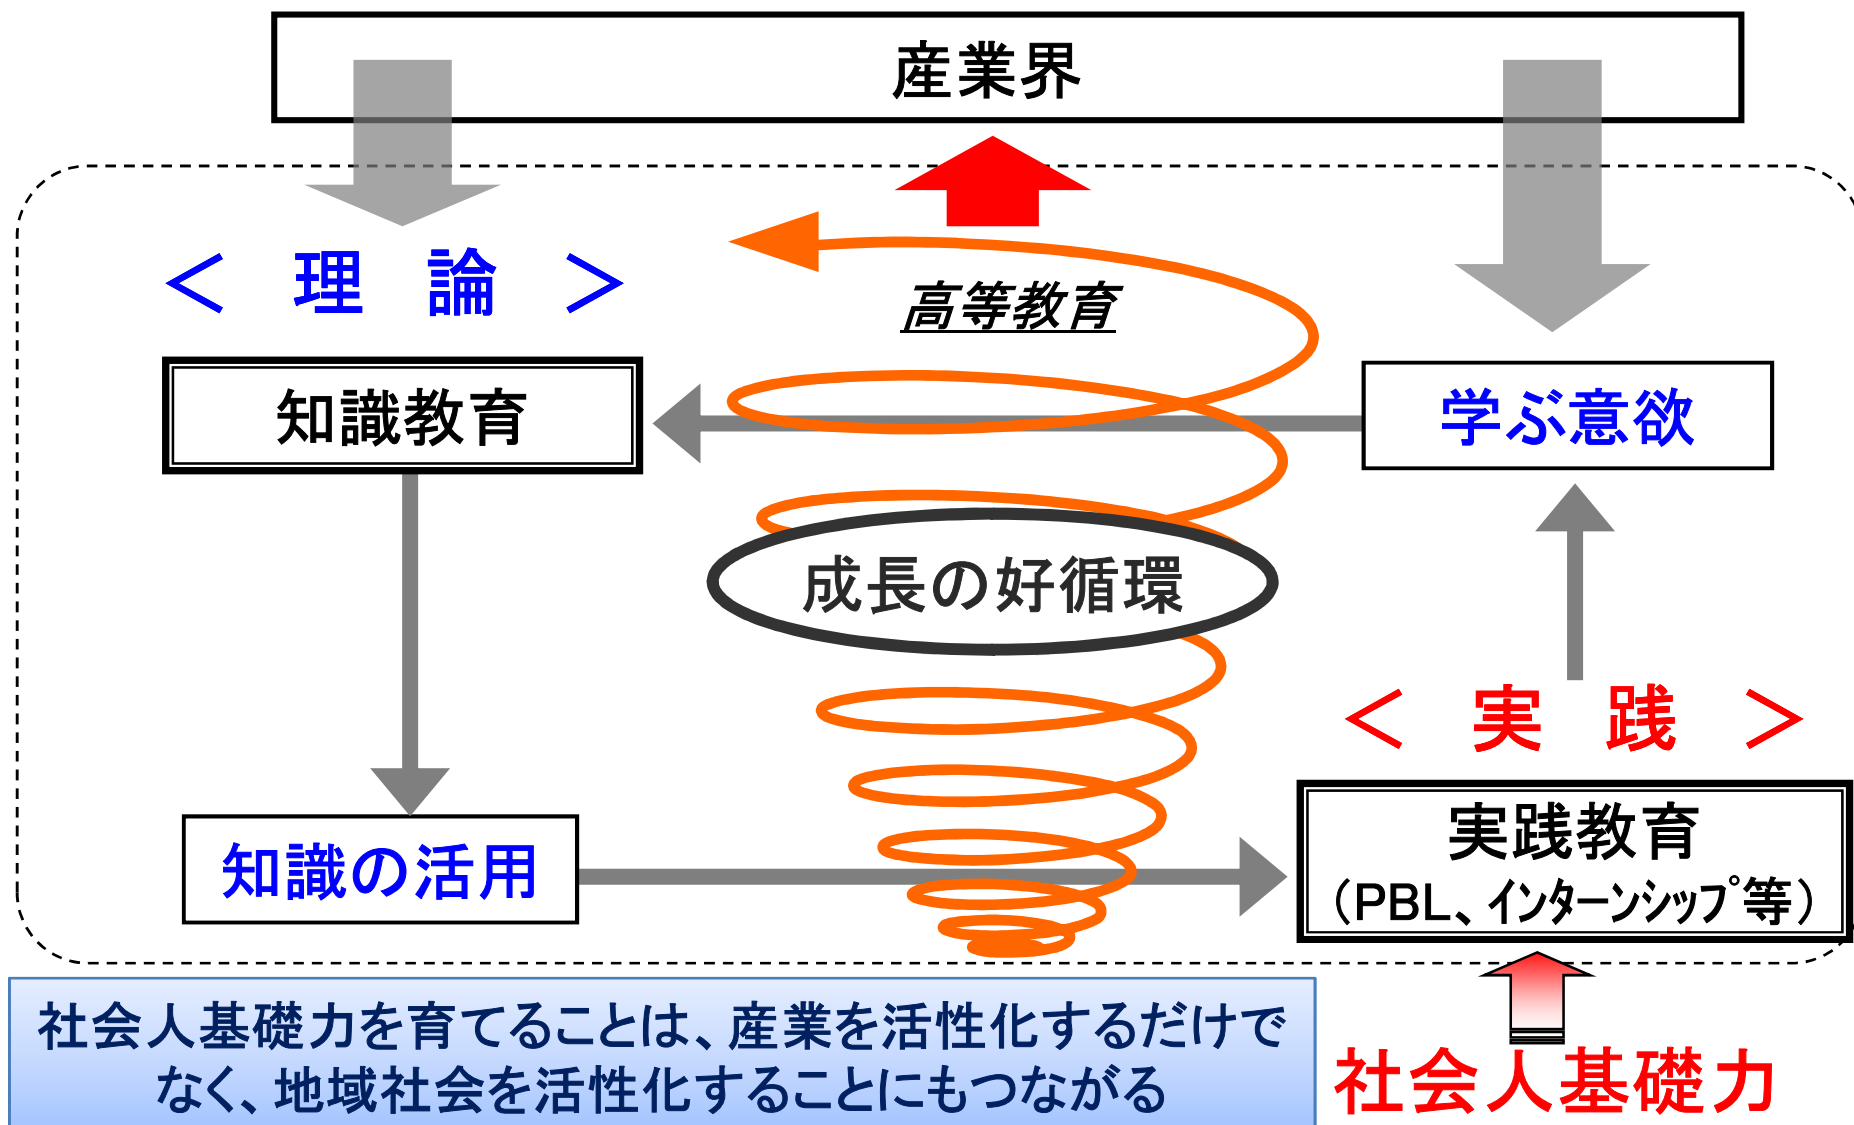 産業界
＜ 理 論 ＞
高等教育
知識教育
学ぶ意欲
成長の好循環
＜ 実 践 ＞
知識の活用
実践教育
（PBL、ｲﾝﾀｰﾝｼｯﾌﾟ等）
社会人基礎力を育てることは、産業を活性化するだけで
なく、地域社会を活性化することにもつながる
社会人基礎力